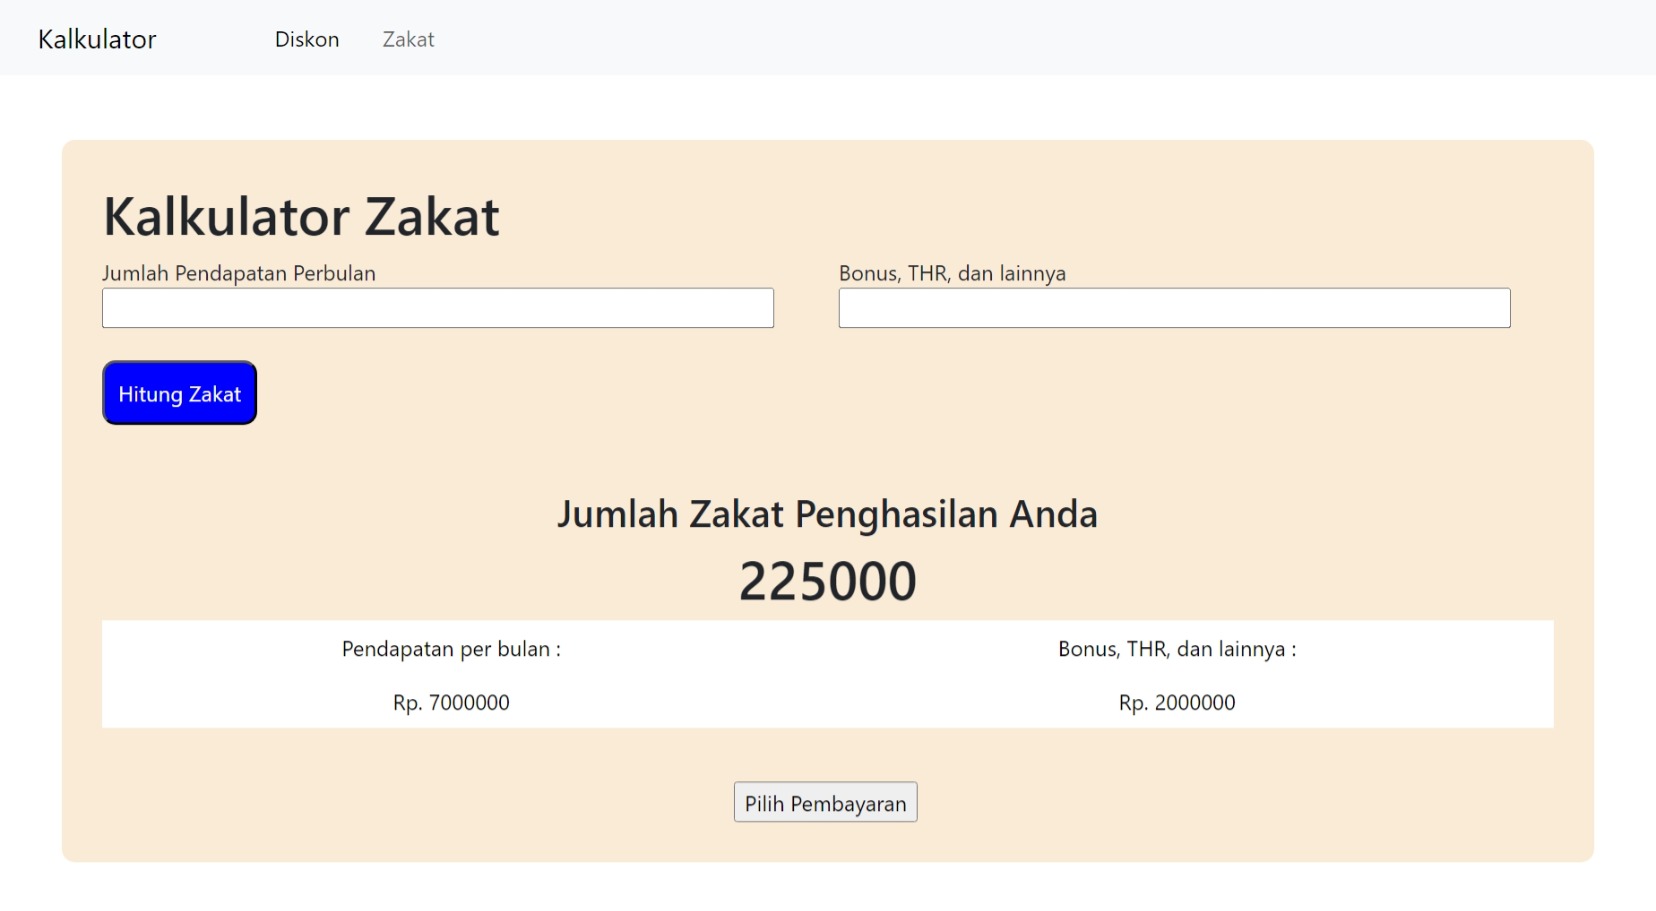 Kalkulator Diskon Zakat
Kalkulator Zakat
Jumlah Pendapatan Perbulan
Bonus, THR, dan lainnya
Hitung Zakat
Jumlah Zakat Penghasilan Anda
225000
Pendapatan per bulan :
Rp. 7000000
Bonus, THR, dan lainnya :
Rp. 2000000
Pilih Pembayaran